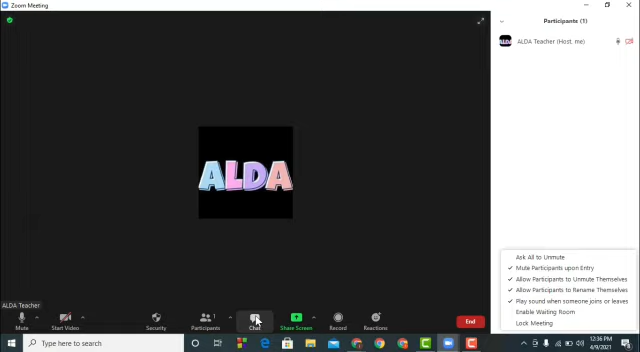 Zoom Meeting
Participants (1)
ALDA Teacher (Host, me)
ALDA
Ask All to Unmute
Mute Participants upon Entry
Allow Participants to Unmute Themselves
Allow Participants to Rename Themselves
Play sound when someone joins or leaves
Enable Waiting Room
Lock Meeting
ALDA Teacher
1
Mute
Start Video
Security
Participants
Chat
Share Screen
Record
Reactions
End
Type here to search
12:36 PM
4/9/2021